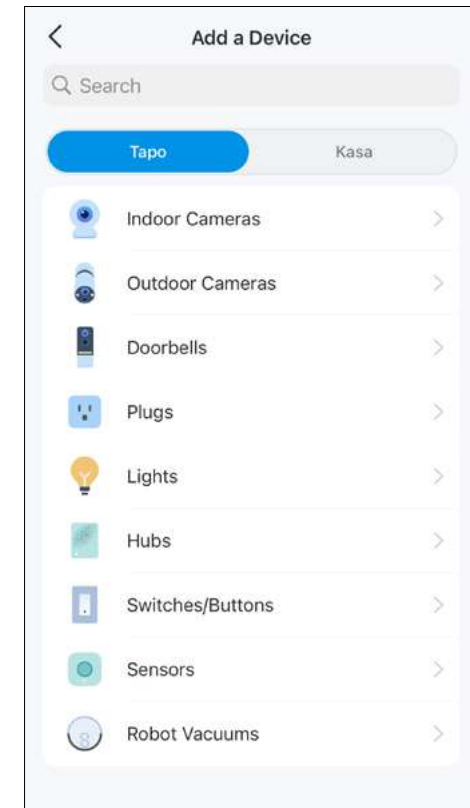 Add a Device
Search
Tapo Kasa
Indoor Cameras
Outdoor Cameras
Doorbells
Plugs
Lights
Hubs
Switches/Buttons
Sensors
Robot Vacuums